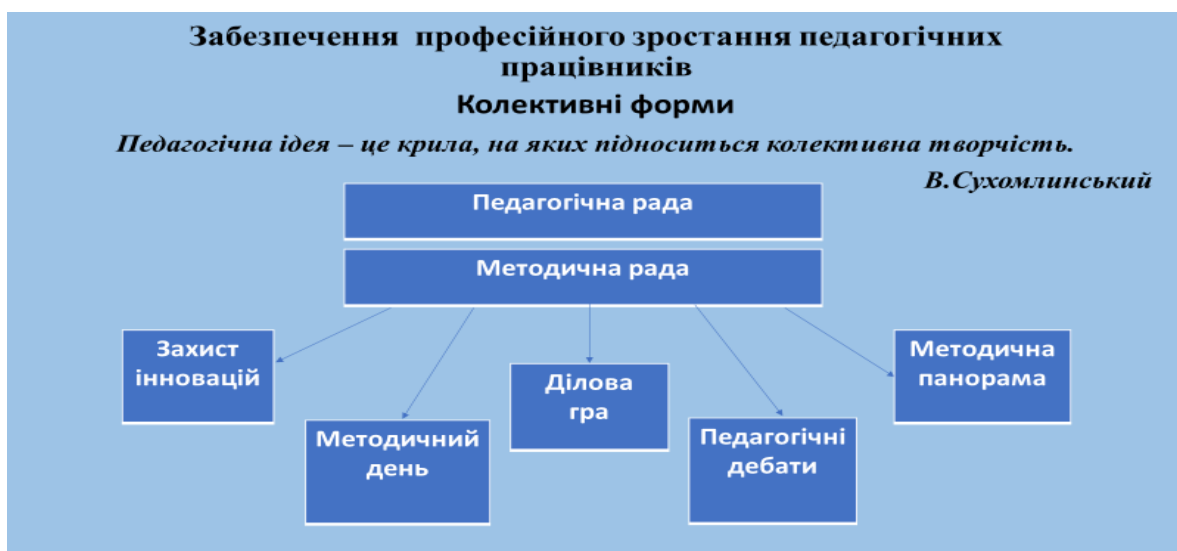 Забезпечення професійного зростання педагогічних
працівників
Колективні форми
Педагогічна ідея – це крила, на яких підноситься колективна творчість.
В.Сухомлинський
Педагогічна рада
Методична рада
Захист
інновацій
Методичний
день
Ділова
гра
Педагогічні
дебати
Методична
панорама